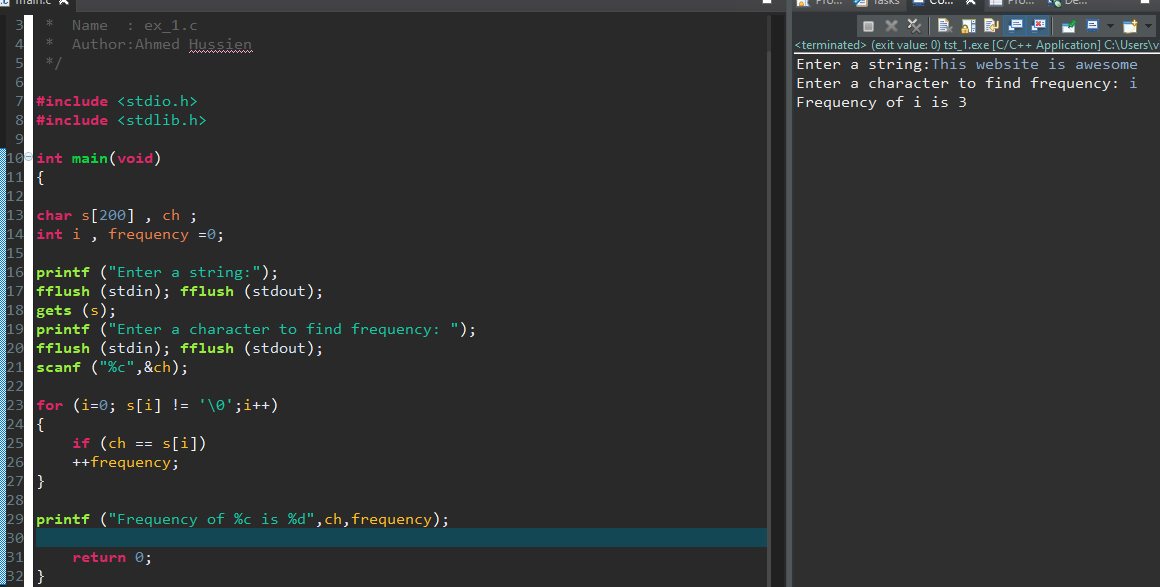 main.c
Pro... Tasks Co... Pro... De...
3 * Name : ex_1.c
4 * Author:Ahmed Hussien
5 */
6
7 #include <stdio.h>
8 #include <stdlib.h>
9
10 int main(void)
11 {
12
13 char s[200] , ch ;
14 int i , frequency =0;
15
16 printf ("Enter a string:");
17 fflush (stdin); fflush (stdout);
18 gets (s);
19 printf ("Enter a character to find frequency: ");
20 fflush (stdin); fflush (stdout);
21 scanf ("%c",&ch);
22
23 for (i=0; s[i] != '\0';i++)
24 {
25 if (ch == s[i])
26 ++frequency;
27 }
28
29 printf ("Frequency of %c is %d",ch,frequency);
30
31 return 0;
32 }
<terminated> (exit value: 0) tst_1.exe [C/C++ Application] C:\Users\v
Enter a string:This website is awesome
Enter a character to find frequency: i
Frequency of i is 3